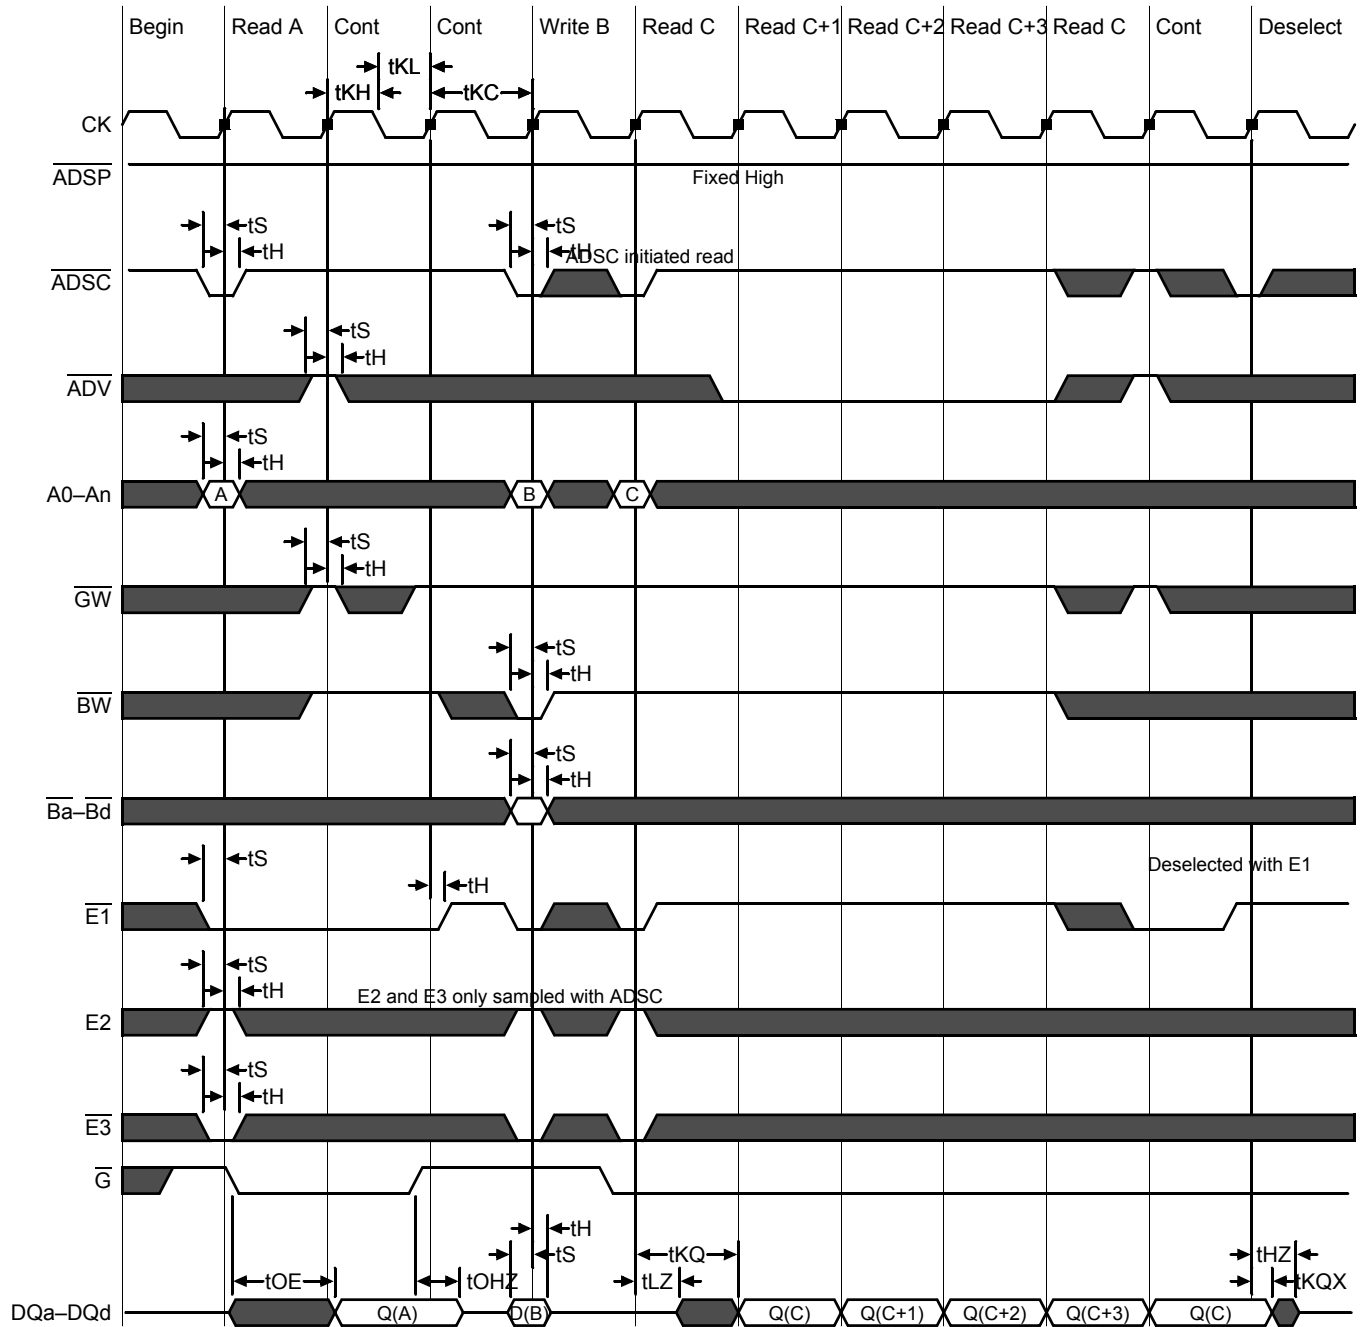 Begin Read A Cont Cont Write B Read C Read C+1 Read C+2 Read C+3 Read C Cont Deselect
tKL
tKH tKC
CK
ADSP
Fixed High
tS tS
tH tH
ADSC initiated read
ADSC
tS
tH
ADV
tS
tH
A0–An A B C
tS
tH
GW
tS
tH
BW
tS
tH
Ba–Bd
tS Deselected with E1
tH
E1
tS
tH
E2 and E3 only sampled with ADSC
E2
tS
tH
E3
G
tH
tS tKQ tHZ
tOE tOHZ tLZ tKQX
DQa–DQd Q(A) D(B) Q(C) Q(C+1) Q(C+2) Q(C+3) Q(C)